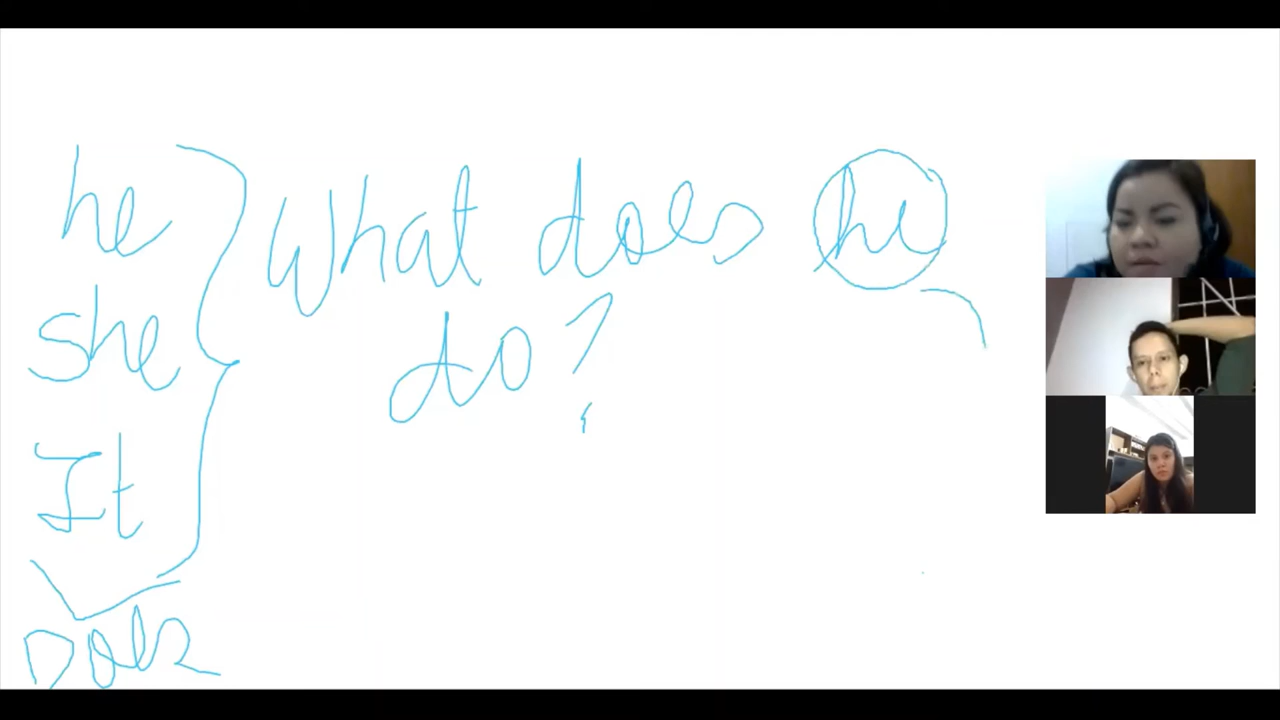 he
she
It
Does
What does he
do?